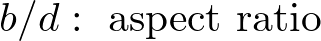 b/d : aspect ratio